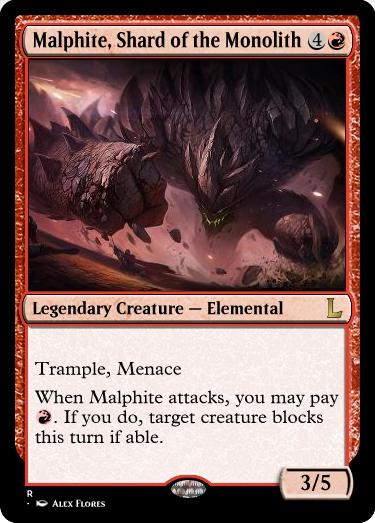 Malphite, Shard of the Monolith 4
Legendary Creature — Elemental L
Trample, Menace
When Malphite attacks, you may pay
. If you do, target creature blocks
this turn if able.
3/5
R
· ALEX FLORES